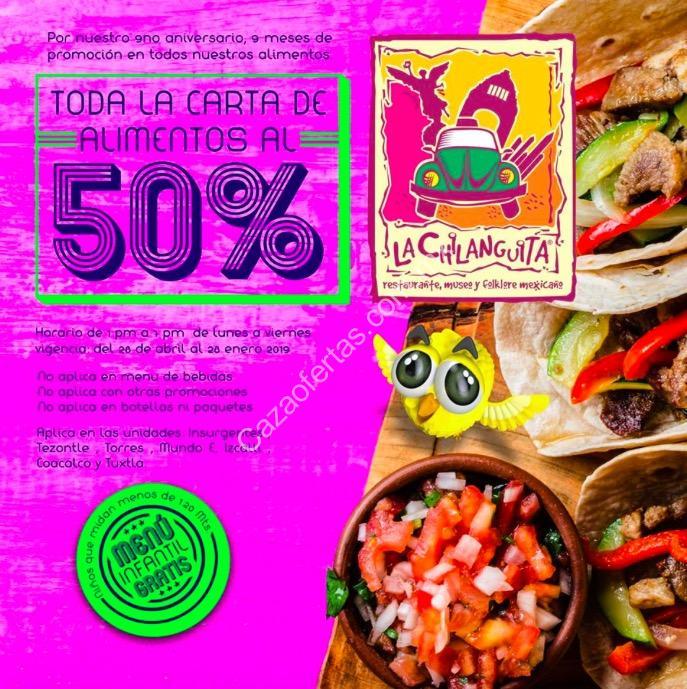 Por nuestro 9no aniversario, 9 meses de
promoción en todos nuestros alimentos
TODA LA CARTA DE
ALIMENTOS AL
50%
LA CHILANGUITA®
restaurante, museo y folklore mexicano
Horario de 1 pm a 7 pm de lunes a viernes
vigencia: del 28 de abril al 28 enero 2019
No aplica en menú de bebidas
No aplica con otras promociones
No aplica en botellas ni paquetes
Aplica en las unidades: Insurgentes,
Tezontle, Torres, Mundo E, Izcalli,
Coacalco y Tuxtla
Niños que midan menos de 1.20 Mts.
MENÚ
INFANTIL
GRATIS